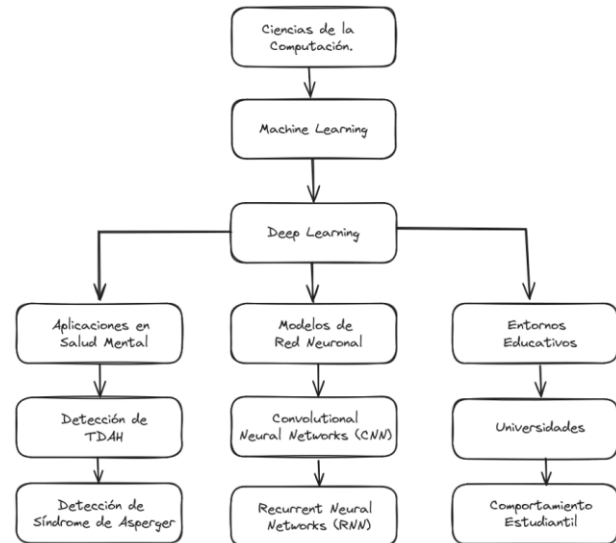 Ciencias de la
Computación.
Machine Learning
Deep Learning
Aplicaciones en
Salud Mental
Modelos de
Red Neuronal
Entornos
Educativos
Detección de
TDAH
Convolutional
Neural Networks (CNN)
Universidades
Detección de
Síndrome de Asperger
Recurrent Neural
Networks (RNN)
Comportamiento
Estudiantil